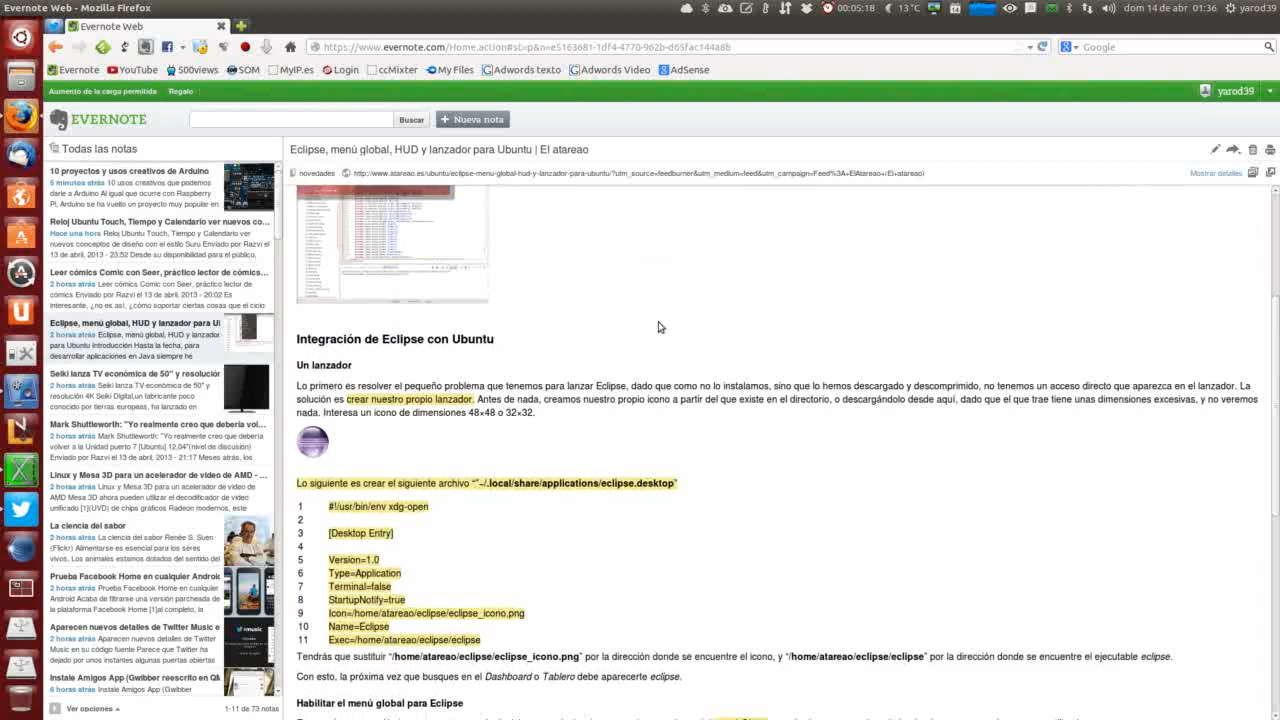 Evernote Web - Mozilla Firefox
00:05:18
13°C
dom 14 de abr 01:36
yarod39
Evernote Web
https://www.evernote.com/Home.action#sb=p&n=e5163681-1df4-4770-962b-d65fac144a8b
Google
Evernote
YouTube
500views
SOM
MyIP.es
Login
ccMixter
My Files
Adwords texto
Adwords Video
AdSense
Aumento de la carga permitida
Regalo
yarod39
EVERNOTE
Buscar
+ Nueva nota
Todas las notas
10 proyectos y usos creativos de Arduino
6 minutos atrás 10 usos creativos que podemos
darle a Arduino Al igual que ocurre con Raspberry
Pi, Arduino se ha vuelto un proyecto muy popular en
Reloj Ubuntu Touch, Tiempo y Calendario ver nuevos co...
Hace una hora Reloj Ubuntu Touch, Tiempo y Calendario ver
nuevos conceptos de diseño con el estilo Suru Enviado por Razvi el
13 de abril, 2013 - 23:52 Desde su disponibilidad para el público,
Leer cómics Comic con Seer, práctico lector de cómics...
2 horas atrás Leer cómics Comic con Seer, práctico lector de
cómics Enviado por Razvi el 13 de abril, 2013 - 20:02 Es
interesante, ¿no es así, ¿cómo soportar ciertas cosas que el ciclo
Eclipse, menú global, HUD y lanzador para U
2 horas atrás Eclipse, menú global, HUD y lanzador
para Ubuntu Introducción Hasta la fecha, para
desarrollar aplicaciones en Java siempre he
Seiki lanza TV económica de 50" y resolución
2 horas atrás Seiki lanza TV económica de 50" y
resolución 4K Seiki Digital,un fabricante poco
conocido por tierras europeas, ha lanzado en
Mark Shuttleworth: "Yo realmente creo que debería vol...
2 horas atrás Mark Shuttleworth: "Yo realmente creo que debería
volver a la Unidad puerto 7 [Ubuntu] 12,04"(nivel de discusión)
Enviado por Razvi el 13 de abril, 2013 - 21:17 Meses atrás, los
Linux y Mesa 3D para un acelerador de video de AMD - ...
2 horas atrás Linux y Mesa 3D para un acelerador de video de
AMD Mesa 3D ahora pueden utilizar el decodificador de video
unificado [1](UVD) de chips gráficos Radeon modernos, este
La ciencia del sabor
2 horas atrás La ciencia del sabor Renée S. Suen
(Flickr) Alimentarse es esencial para los seres
vivos. Los animales estamos dotados del sentido del
Prueba Facebook Home en cualquier Androi
2 horas atrás Prueba Facebook Home en cualquier
Android Acaba de filtrarse una versión parcheada de
la plataforma Facebook Home [1]al completo, la
Aparecen nuevos detalles de Twitter Music e
2 horas atrás Aparecen nuevos detalles de Twitter
Music en su código fuente Parece que Twitter ha
dejado por unos instantes algunas puertas abiertas
Instale Amigos App (Gwibber reescrito en QM
6 horas atrás Instale Amigos App (Gwibber
Ver opciones
1-11 de 73 notas
Eclipse, menú global, HUD y lanzador para Ubuntu | El atareao
novedades
http://www.atareao.es/ubuntu/eclipse-menu-global-hud-y-lanzador-para-ubuntu/?utm_source=feedburner&utm_medium=feed&utm_campaign=Feed%3A+ElAtareao+(El+atareao)
Mostrar detalles
Integración de Eclipse con Ubuntu
Un lanzador
Lo primero es resolver el pequeño problema que tenemos para lanzar Eclipse, dado que como no lo instalamos, sino que lo hemos descargado y descomprimido, no tenemos un acceso directo que aparezca en el lanzador. La
solución es crear nuestro propio lanzador. Antes de nada, creamos nuestro propio icono a partir del que existe en el directorio, o descargándolo desde aquí, dado que el que trae tiene unas dimensiones excesivas, y no veremos
nada. Interesa un icono de dimensiones 48×48 o 32×32.
Lo siguiente es crear el siguiente archivo “"~/.local/share/applications/eclipse.desktop"
1 #!/usr/bin/env xdg-open
2
3 [Desktop Entry]
4
5 Version=1.0
6 Type=Application
7 Terminal=false
8 StartupNotify=true
9 Icon=/home/atareao/eclipse/eclipse_icono.png
10 Name=Eclipse
11 Exec=/home/atareao/eclipse/eclipse
Tendrás que sustituir “/home/atareao/eclipse/eclipse_icono.png” por la dirección donde se encuentre el icono, y “/home/atareao/eclipse/eclipse” por la dirección donde se encuentre el ejecutable eclipse.
Con esto, la próxima vez que busques en el Dashboard o Tablero debe aparecerte eclipse.
Habilitar el menú global para Eclipse